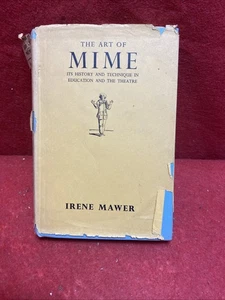 THE ART OF
MIME
ITS HISTORY AND TECHNIQUE IN
EDUCATION AND THE THEATRE
IRENE MAWER